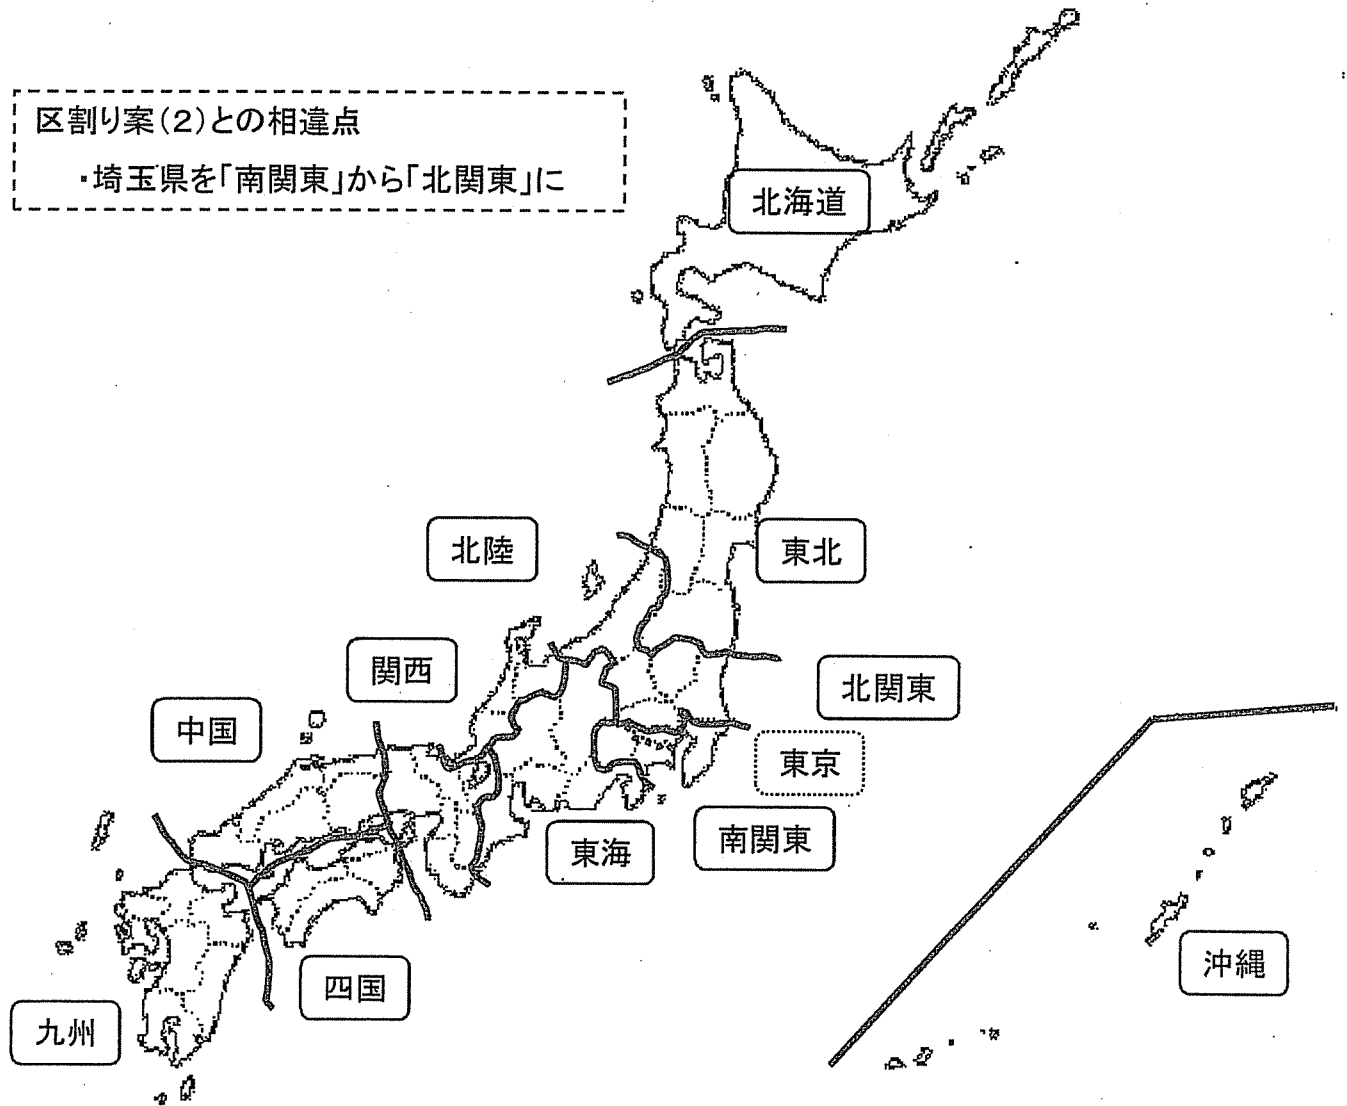 区割り案(2)との相違点
・埼玉県を「南関東」から「北関東」に
北海道
北陸
東北
関西
北関東
中国
東京
南関東
東海
沖縄
四国
九州